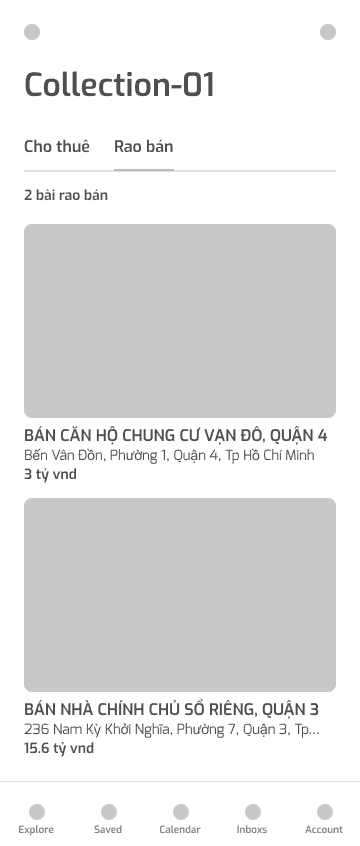 Collection-01
Cho thuê
Rao bán
2 bài rao bán
BÁN CĂN HỘ CHUNG CƯ VẠN ĐÔ, QUẬN 4
Bến Vân Đồn, Phường 1, Quận 4, Tp Hồ Chí Minh
3 tỷ vnd
BÁN NHÀ CHÍNH CHỦ SỔ RIÊNG, QUẬN 3
236 Nam Kỳ Khởi Nghĩa, Phường 7, Quận 3, Tp...
15.6 tỷ vnd
Explore
Saved
Calendar
Inboxs
Account